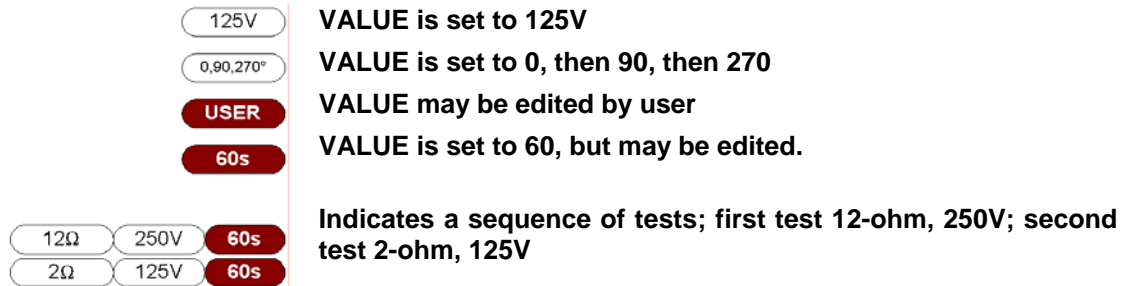 125V VALUE is set to 125V
0,90,270° VALUE is set to 0, then 90, then 270
USER VALUE may be edited by user
60s VALUE is set to 60, but may be edited.
Indicates a sequence of tests; first test 12-ohm, 250V; second
12Ω 250V 60s
test 2-ohm, 125V
2Ω 125V 60s